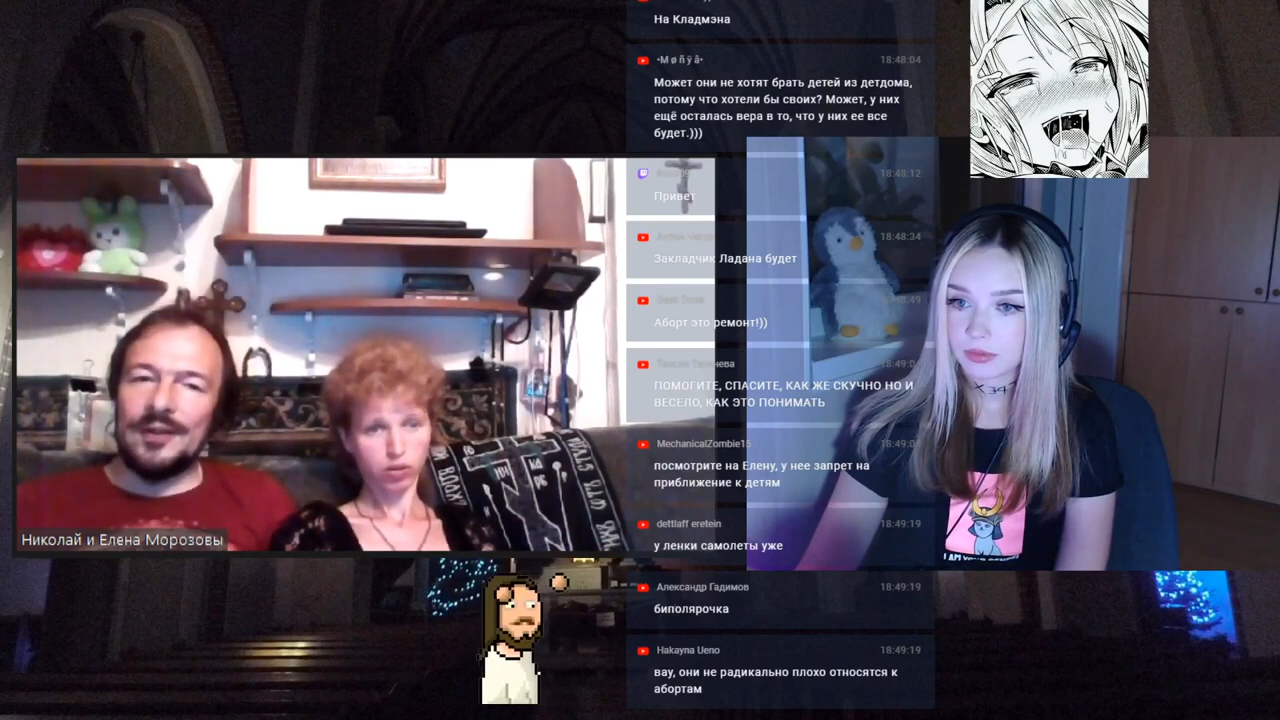 На Кладмэна
•Møñÿå•
18:48:04
Может они не хотят брать детей из детдома,
потому что хотели бы своих? Может, у них
ещё осталась вера в то, что у них ее все
будет.)))
18:48:12
Привет
18:48:34
Закладчик Ладана будет
Аборт это ремонт!))
ПОМОГИТЕ, СПАСИТЕ, КАК ЖЕ СКУЧНО НО И
ВЕСЕЛО, КАК ЭТО ПОНИМАТЬ
MechanicalZombie15
посмотрите на Елену, у нее запрет на
приближение к детям
dettlaff eretein
18:49:19
у ленки самолеты уже
Александр Гадимов
18:49:19
биполярочка
Hakayna Ueno
18:49:19
вау, они не радикально плохо относятся к
абортам
Николай и Елена Морозовы